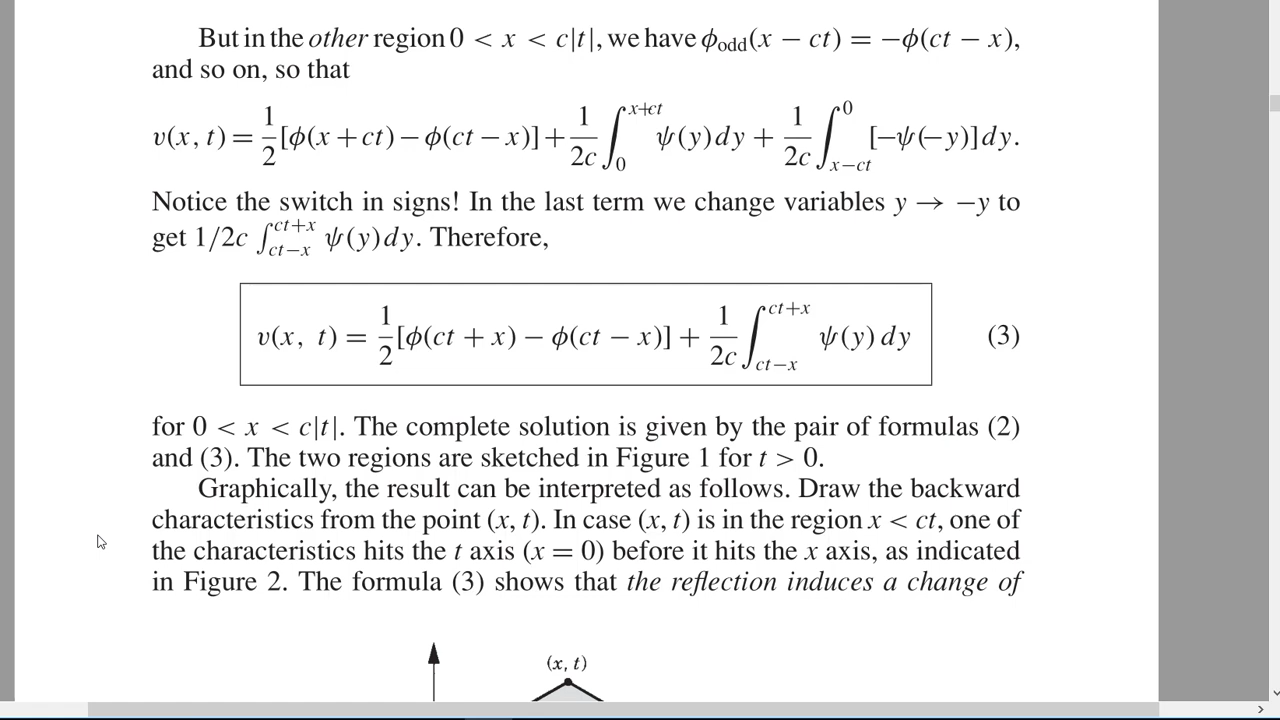 But in the other region 0 < x < c|t|, we have ϕodd(x − ct) = −ϕ(ct − x),
and so on, so that
v(x, t) = 1/2 [ϕ(x + ct) − ϕ(ct − x)] + 1/2c ∫_0^{x+ct} ψ(y) dy + 1/2c ∫_{x−ct}^0 [−ψ(−y)] dy.
Notice the switch in signs! In the last term we change variables y → −y to
get 1/2c ∫_{ct−x}^{ct+x} ψ(y) dy. Therefore,
v(x, t) = 1/2 [ϕ(ct + x) − ϕ(ct − x)] + 1/2c ∫_{ct−x}^{ct+x} ψ(y) dy (3)
for 0 < x < c|t|. The complete solution is given by the pair of formulas (2)
and (3). The two regions are sketched in Figure 1 for t > 0.
Graphically, the result can be interpreted as follows. Draw the backward
characteristics from the point (x, t). In case (x, t) is in the region x < ct, one of
the characteristics hits the t axis (x = 0) before it hits the x axis, as indicated
in Figure 2. The formula (3) shows that the reflection induces a change of
(x, t)